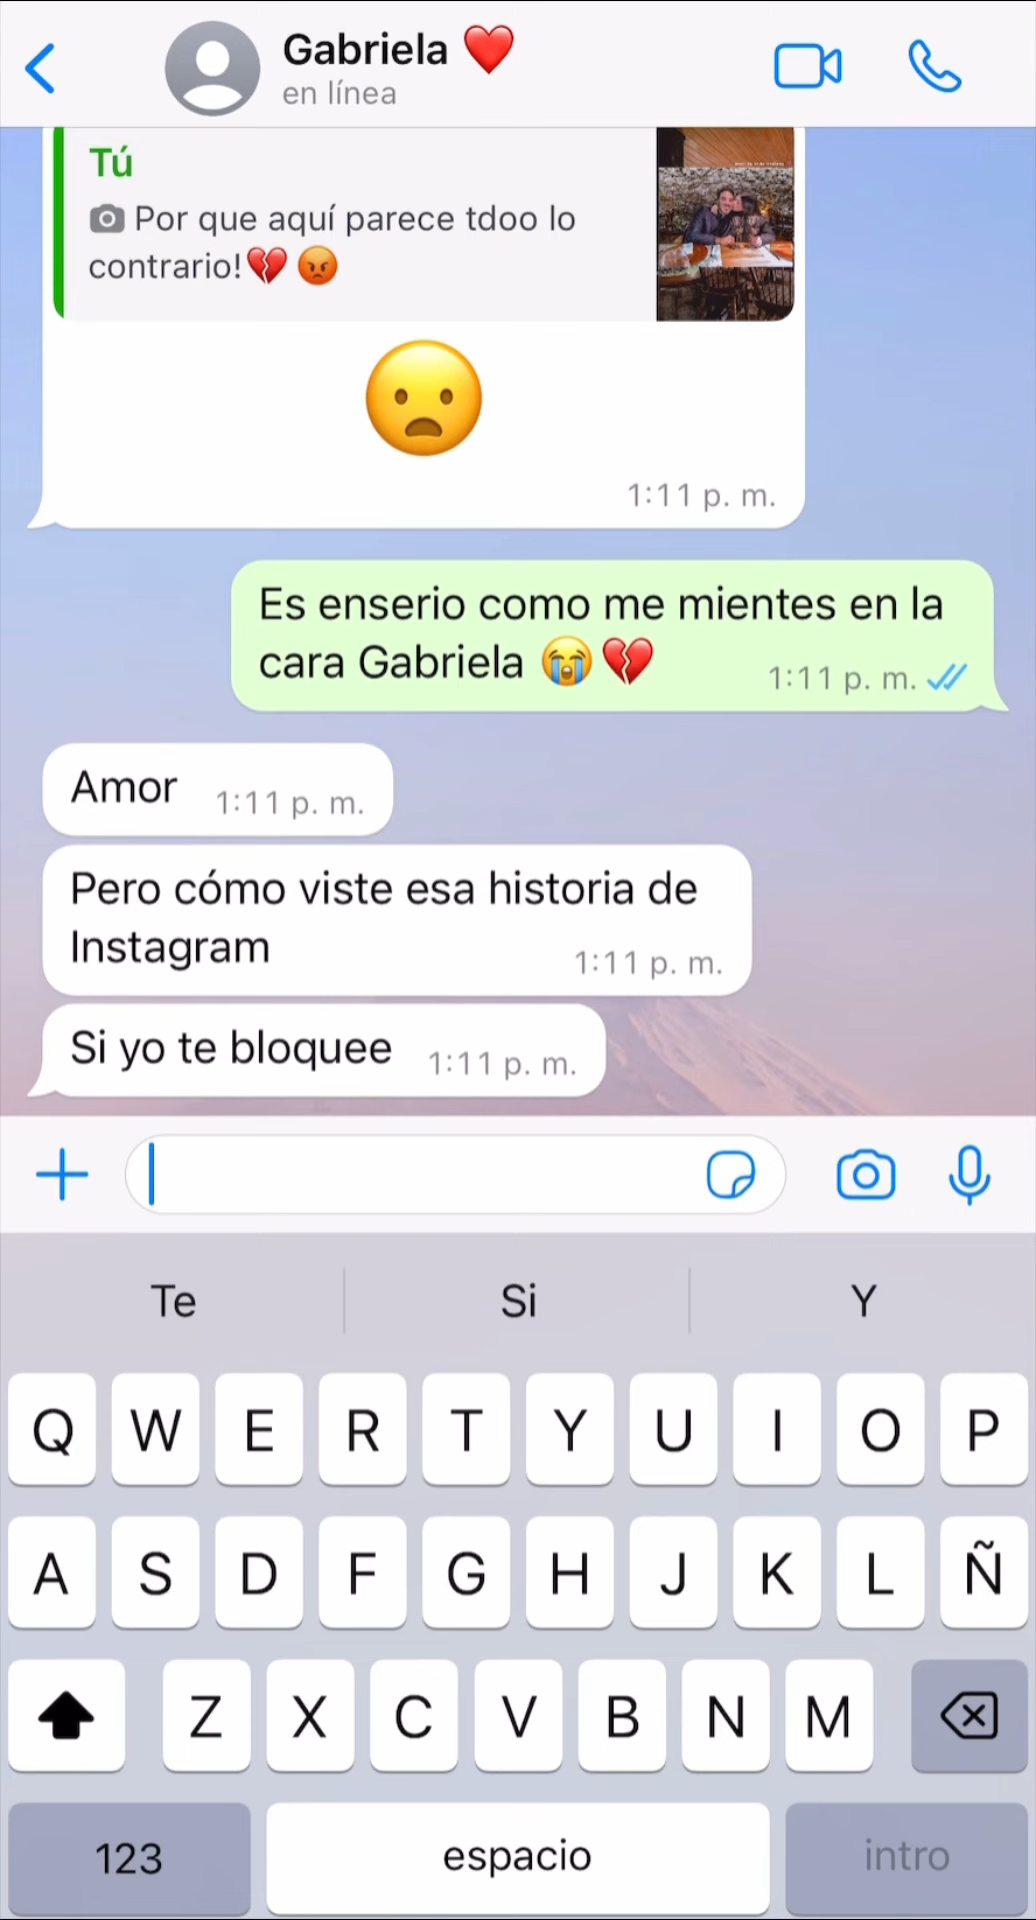 Gabriela ❤️
en línea
Tú
Por que aquí parece tdoo lo
contrario!💔😡
😦
1:11 p. m.
Es enserio como me mientes en la
cara Gabriela 😭💔
1:11 p. m.
Amor
1:11 p. m.
Pero cómo viste esa historia de
Instagram
1:11 p. m.
Si yo te bloquee
1:11 p. m.
Te
Si
Y
Q W E R T Y U I O P
A S D F G H J K L Ñ
Z X C V B N M
123
espacio
intro